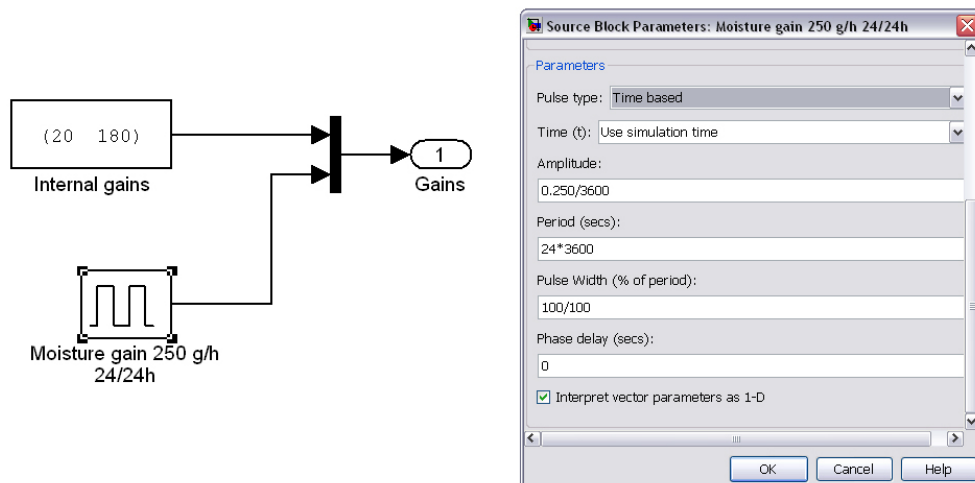 (20 180)
Internal gains
1
Gains
Moisture gain 250 g/h
24/24h
Source Block Parameters: Moisture gain 250 g/h 24/24h
Parameters
Pulse type: Time based
Time (t): Use simulation time
Amplitude:
0.250/3600
Period (secs):
24*3600
Pulse Width (% of period):
100/100
Phase delay (secs):
0
Interpret vector parameters as 1-D
OK Cancel Help